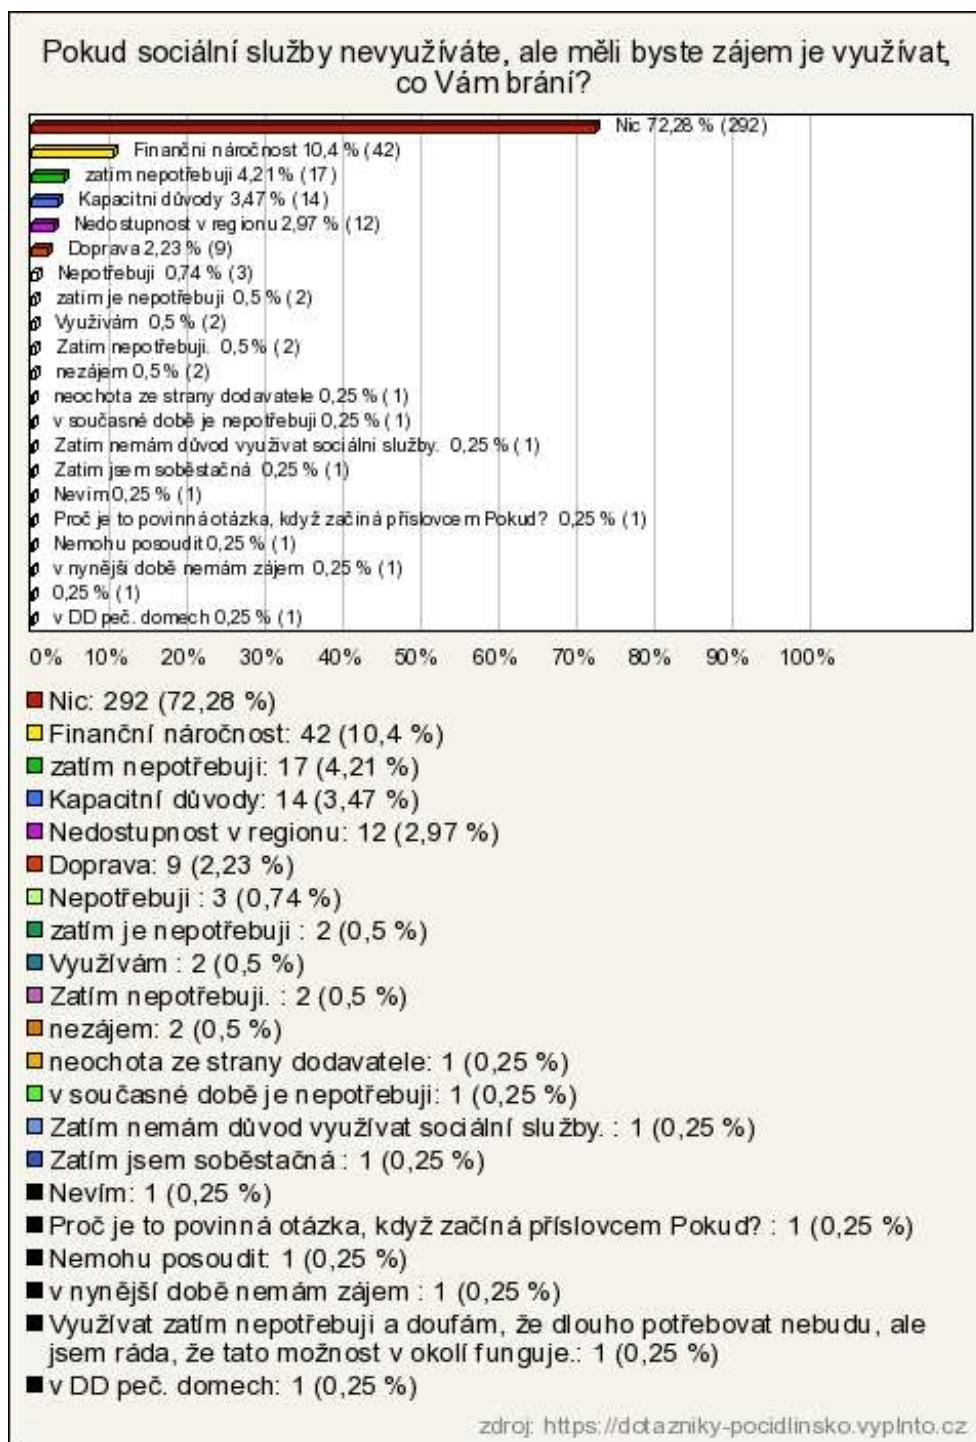 Pokud sociální služby nevyužíváte, ale měli byste zájem je využívat,
co Vám brání?
Nic 72,28 % (292)
Finanční náročnost 10,4 % (42)
zatím nepotřebuji 4,21 % (17)
Kapacitní důvody 3,47 % (14)
Nedostupnost v regionu 2,97 % (12)
Doprava 2,23 % (9)
Nepotřebuji 0,74 % (3)
zatím je nepotřebuji 0,5 % (2)
Využívám 0,5 % (2)
Zatím nepotřebuji. 0,5 % (2)
nezájem 0,5 % (2)
neochota ze strany dodavatele 0,25 % (1)
v současné době je nepotřebuji 0,25 % (1)
Zatím nemám důvod využívat sociální služby. 0,25 % (1)
Zatím jsem soběstačná 0,25 % (1)
Nevím 0,25 % (1)
Proč je to povinná otázka, když začíná příslovcem Pokud? 0,25 % (1)
Nemohu posoudit 0,25 % (1)
v nynější době nemám zájem 0,25 % (1)
0,25 % (1)
v DD peč. domech 0,25 % (1)
0% 10% 20% 30% 40% 50% 60% 70% 80% 90% 100%
Nic: 292 (72,28 %)
Finanční náročnost: 42 (10,4 %)
zatím nepotřebuji: 17 (4,21 %)
Kapacitní důvody: 14 (3,47 %)
Nedostupnost v regionu: 12 (2,97 %)
Doprava: 9 (2,23 %)
Nepotřebuji : 3 (0,74 %)
zatím je nepotřebuji : 2 (0,5 %)
Využívám : 2 (0,5 %)
Zatím nepotřebuji. : 2 (0,5 %)
nezájem: 2 (0,5 %)
neochota ze strany dodavatele: 1 (0,25 %)
v současné době je nepotřebuji: 1 (0,25 %)
Zatím nemám důvod využívat sociální služby. : 1 (0,25 %)
Zatím jsem soběstačná : 1 (0,25 %)
Nevím: 1 (0,25 %)
Proč je to povinná otázka, když začíná příslovcem Pokud? : 1 (0,25 %)
Nemohu posoudit: 1 (0,25 %)
v nynější době nemám zájem : 1 (0,25 %)
Využívat zatím nepotřebuji a doufám, že dlouho potřebovat nebudu, ale
jsem ráda, že tato možnost v okolí funguje.: 1 (0,25 %)
v DD peč. domech: 1 (0,25 %)
zdroj: https://dotazniky-pocidlinsko.vyplnto.cz